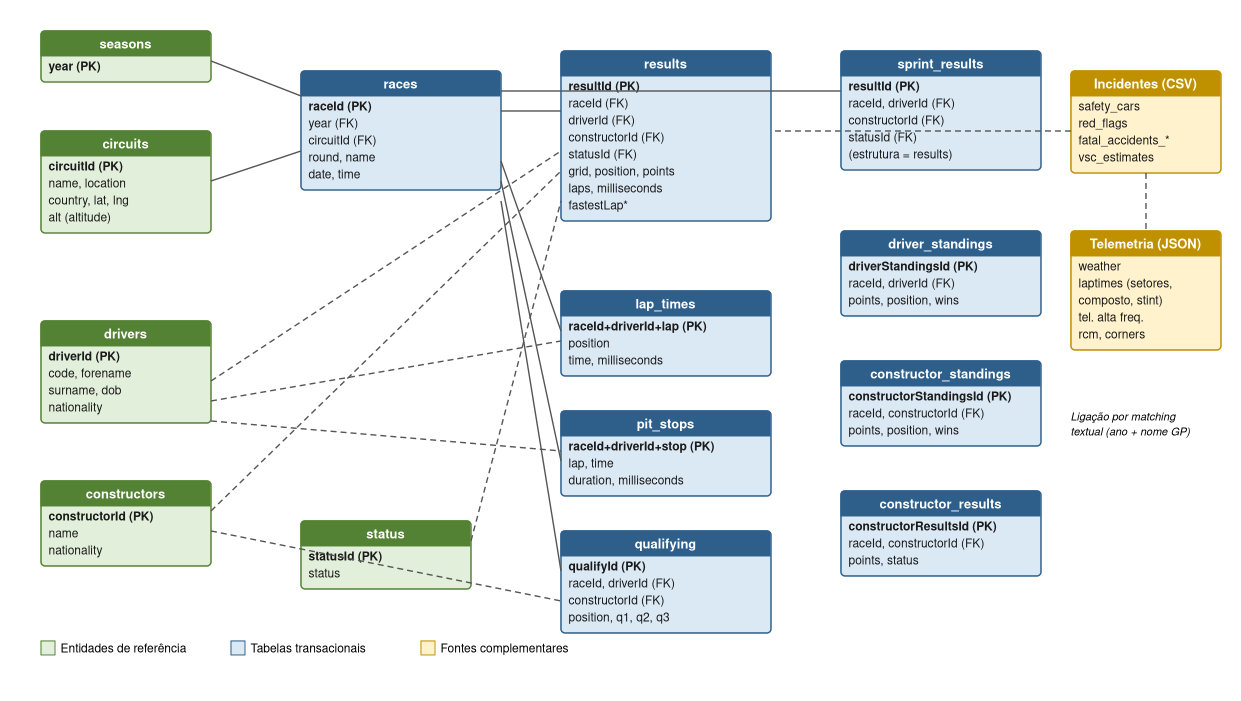 seasons
year (PK)
circuits
circuitId (PK)
name, location
country, lat, lng
alt (altitude)
drivers
driverId (PK)
code, forename
surname, dob
nationality
constructors
constructorId (PK)
name
nationality
races
raceId (PK)
year (FK)
circuitId (FK)
round, name
date, time
status
statusId (PK)
status
results
resultId (PK)
raceId (FK)
driverId (FK)
constructorId (FK)
statusId (FK)
grid, position, points
laps, milliseconds
fastestLap*
lap_times
raceId+driverId+lap (PK)
position
time, milliseconds
pit_stops
raceId+driverId+stop (PK)
lap, time
duration, milliseconds
qualifying
qualifyId (PK)
raceId, driverId (FK)
constructorId (FK)
position, q1, q2, q3
sprint_results
resultId (PK)
raceId, driverId (FK)
constructorId (FK)
statusId (FK)
(estrutura = results)
driver_standings
driverStandingsId (PK)
raceId, driverId (FK)
points, position, wins
constructor_standings
constructorStandingsId (PK)
raceId, constructorId (FK)
points, position, wins
constructor_results
constructorResultsId (PK)
raceId, constructorId (FK)
points, status
Incidentes (CSV)
safety_cars
red_flags
fatal_accidents_*
vsc_estimates
Telemetria (JSON)
weather
laptimes (setores,
composto, stint)
tel. alta freq.
rcm, corners
Ligação por matching
textual (ano + nome GP)
Entidades de referência
Tabelas transacionais
Fontes complementares